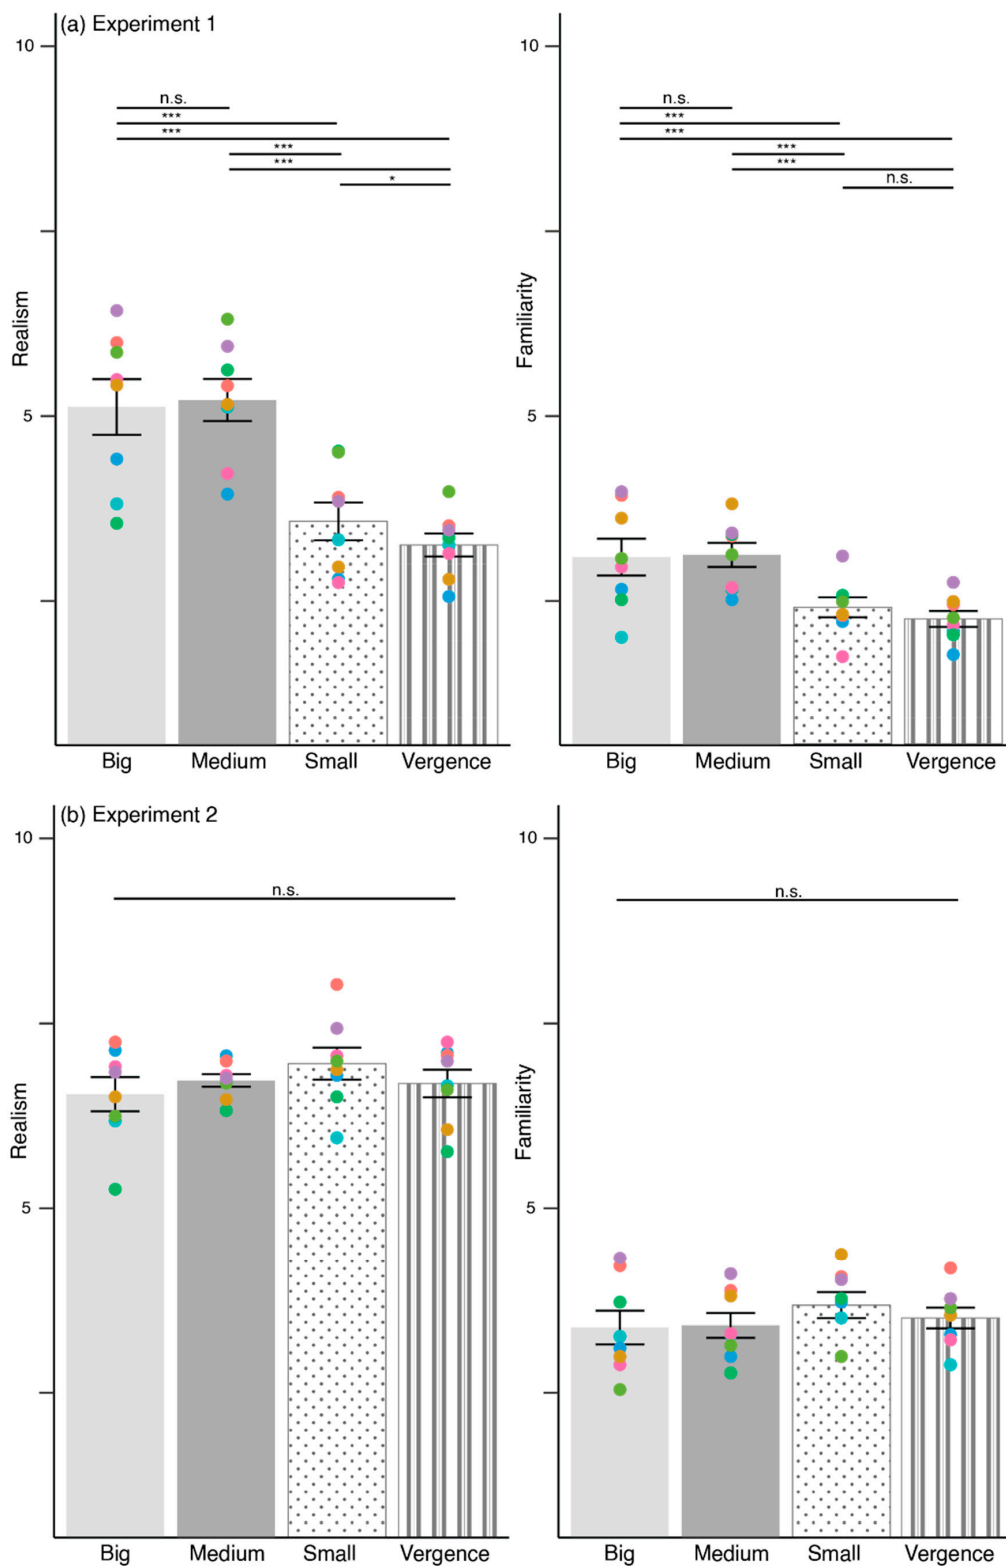 (a) Experiment 1
10
10
n.s.
n.s.
***
***
***
***
***
***
***
***
*
n.s.
Realism
Familiarity
5
5
Big Medium Small Vergence
Big Medium Small Vergence
(b) Experiment 2
10
10
n.s.
n.s.
Realism
Familiarity
5
5
Big Medium Small Vergence
Big Medium Small Vergence